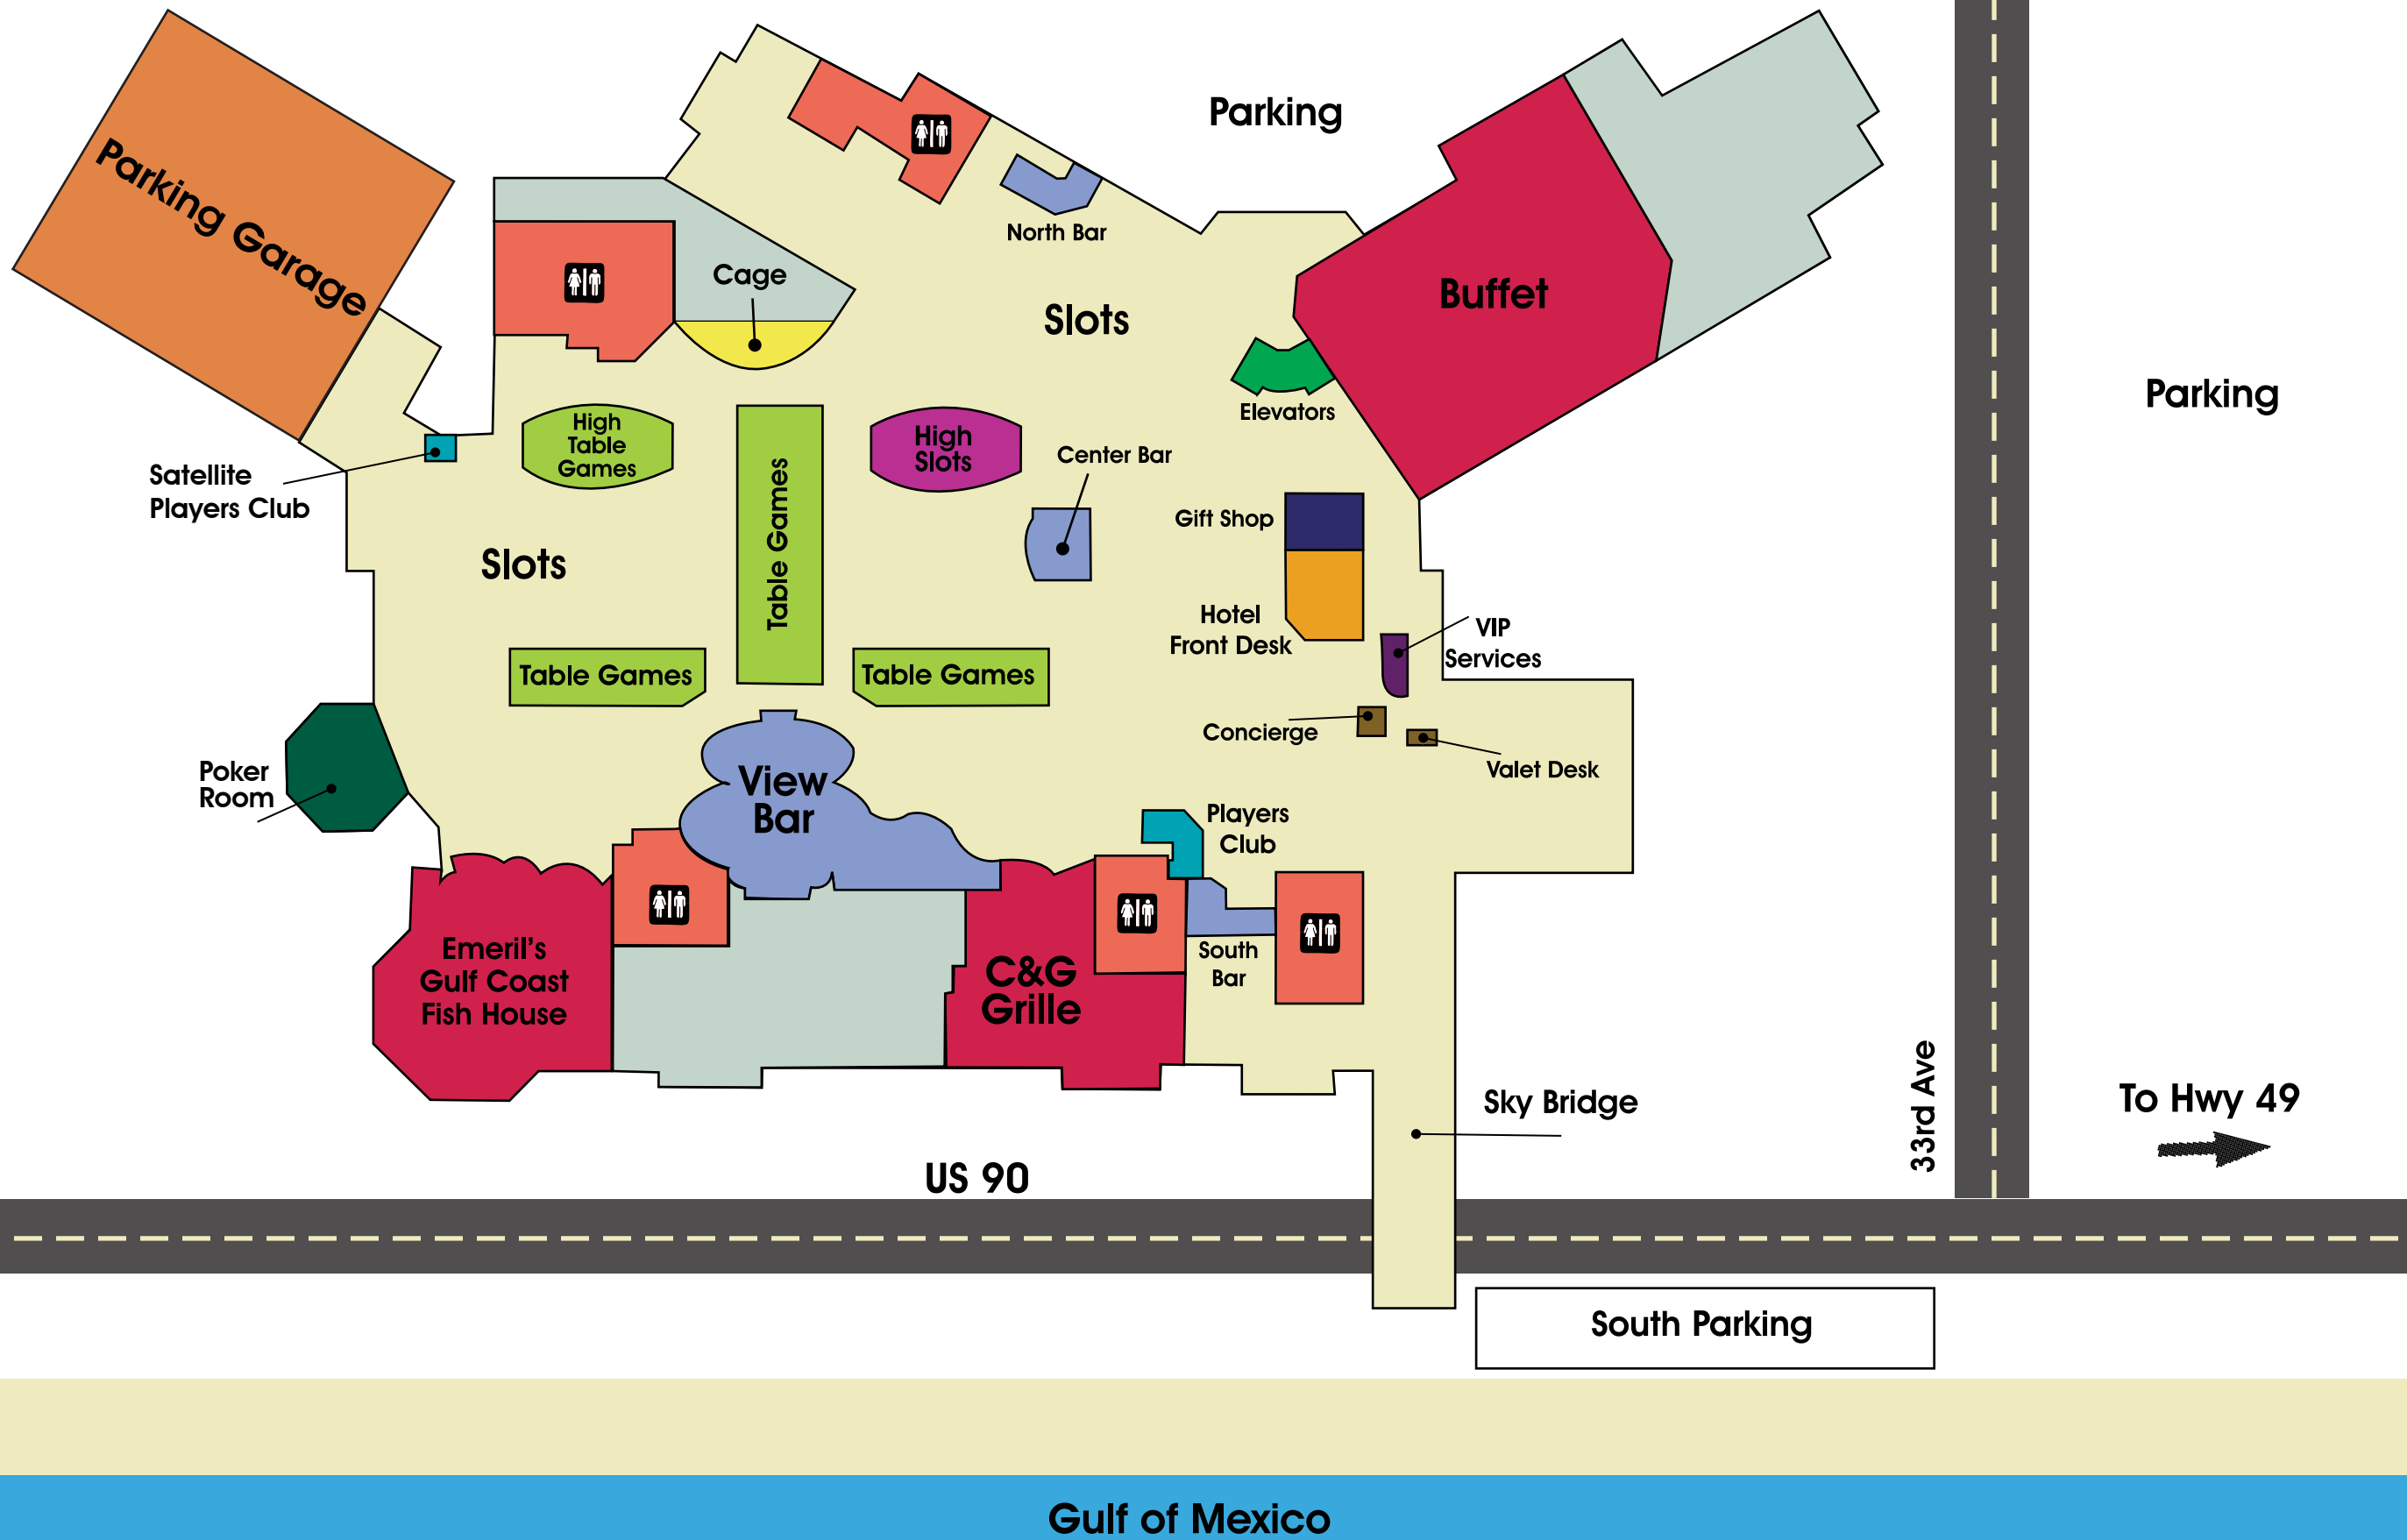 Parking Garage
Parking
North Bar
Cage
Slots
Buffet
Elevators
Parking
High
Table
Games
High
Slots
Center Bar
Table Games
Satellite
Players Club
Gift Shop
Slots
Hotel
Front Desk
VIP
Services
Table Games
Table Games
Concierge
Valet Desk
Poker
Room
View
Bar
Players
Club
Emeril's
Gulf Coast
Fish House
C&G
Grille
South
Bar
Sky Bridge
33rd Ave
To Hwy 49
US 90
South Parking
Gulf of Mexico